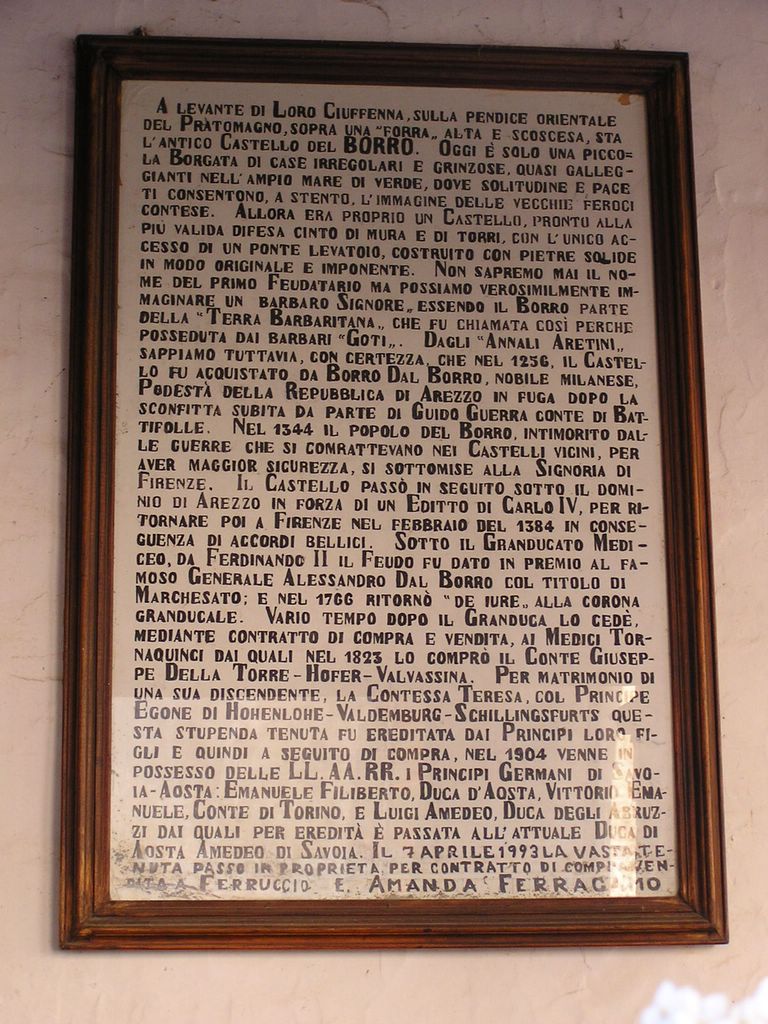 A LEVANTE DI LORO CIUFFENNA, SULLA PENDICE ORIENTALE
DEL PRATOMAGNO, SOPRA UNA "FORRA„ ALTA E SCOSCESA, STA
L'ANTICO CASTELLO DEL BORRO. OGGI È SOLO UNA PICCO=
LA BORGATA DI CASE IRREGOLARI E GRINZOSE, QUASI GALLEG-
GIANTI NELL'AMPIO MARE DI VERDE, DOVE SOLITUDINE E PACE
TI CONSENTONO, A STENTO, L'IMMAGINE DELLE VECCHIE FEROCI
CONTESE. ALLORA ERA PROPRIO UN CASTELLO, PRONTO ALLA
PIÙ VALIDA DIFESA CINTO DI MURA E DI TORRI, CON L'UNICO AC-
CESSO DI UN PONTE LEVATOIO, COSTRUITO CON PIETRE SOLIDE
IN MODO ORIGINALE E IMPONENTE. NON SAPREMO MAI IL NO-
ME DEL PRIMO FEUDATARIO MA POSSIAMO VEROSIMILMENTE IM-
MAGINARE UN BARBARO SIGNORE, ESSENDO IL BORRO PARTE
DELLA "TERRA BARBARITANA„ CHE FU CHIAMATA COSÌ PERCHE
POSSEDUTA DAI BARBARI "GOTI„. DAGLI "ANNALI ARETINI„
SAPPIAMO TUTTAVIA, CON CERTEZZA, CHE NEL 1256, IL CASTEL-
LO FU ACQUISTATO DA BORRO DAL BORRO, NOBILE MILANESE,
PODESTÀ DELLA REPUBBLICA DI AREZZO IN FUGA DOPO LA
SCONFITTA SUBITA DA PARTE DI GUIDO GUERRA CONTE DI BAT-
TIFOLLE. NEL 1344 IL POPOLO DEL BORRO, INTIMORITO DAL-
LE GUERRE CHE SI COMBATTEVANO NEI CASTELLI VICINI, PER
AVER MAGGIOR SICUREZZA, SI SOTTOMISE ALLA SIGNORIA DI
FIRENZE. IL CASTELLO PASSÒ IN SEGUITO SOTTO IL DOMI-
NIO DI AREZZO IN FORZA DI UN EDITTO DI CARLO IV, PER RI-
TORNARE POI A FIRENZE NEL FEBBRAIO DEL 1384 IN CONSE-
GUENZA DI ACCORDI BELLICI. SOTTO IL GRANDUCATO MEDI-
CEO, DA FERDINANDO II IL FEUDO FU DATO IN PREMIO AL FA-
MOSO GENERALE ALESSANDRO DAL BORRO COL TITOLO DI
MARCHESATO; E NEL 1766 RITORNÒ "DE IURE„ ALLA CORONA
GRANDUCALE. VARIO TEMPO DOPO IL GRANDUCA LO CEDÈ,
MEDIANTE CONTRATTO DI COMPRA E VENDITA, AI MEDICI TOR-
NAQUINCI DAI QUALI NEL 1823 LO COMPRÒ IL CONTE GIUSEP-
PE DELLA TORRE-HOFER-VALVASSINA. PER MATRIMONIO DI
UNA SUA DISCENDENTE, LA CONTESSA TERESA, COL PRINCIPE
EGONE DI HOHENLOHE-VALDEMBURG-SCHILLINGSFURTS QUE-
STA STUPENDA TENUTA FU EREDITATA DAI PRINCIPI LORO FI-
GLI E QUINDI A SEGUITO DI COMPRA, NEL 1904 VENNE IN
POSSESSO DELLE LL.AA.RR. I PRINCIPI GERMANI DI SAVO-
IA-AOSTA: EMANUELE FILIBERTO, DUCA D'AOSTA, VITTORIO EMA-
NUELE, CONTE DI TORINO, E LUIGI AMEDEO, DUCA DEGLI ABRUZ-
ZI DAI QUALI PER EREDITÀ È PASSATA ALL'ATTUALE DUCA DI
AOSTA AMEDEO DI SAVOIA. IL 7 APRILE 1993 LA VASTA TE-
NUTA PASSO IN PROPRIETA PER CONTRATTO DI COMPRAVEN-
DITA A FERRUCCIO E AMANDA FERRAGAMO